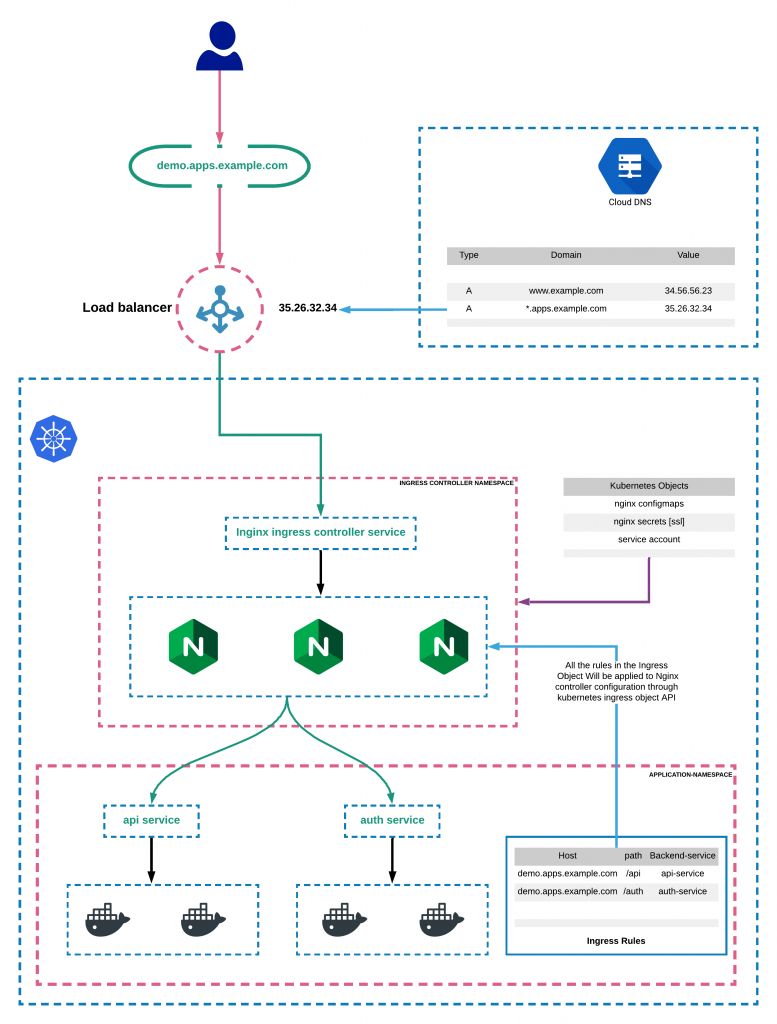 demo.apps.example.com
Cloud DNS
Type Domain Value
A www.example.com 34.56.56.23
A *.apps.example.com 35.26.32.34
Load balancer
35.26.32.34
INGRESS CONTROLLER NAMESPACE
Inginx ingress controller service
Kubernetes Objects
nginx configmaps
nginx secrets [ssl]
service account
N N N
All the rules in the Ingress
Object Will be applied to Nginx
controller configuration through
kubernetes ingress object API
APPLICATION-NAMESPACE
api service
auth service
Host path Backend-service
demo.apps.example.com /api api-service
demo.apps.example.com /auth auth-service
Ingress Rules